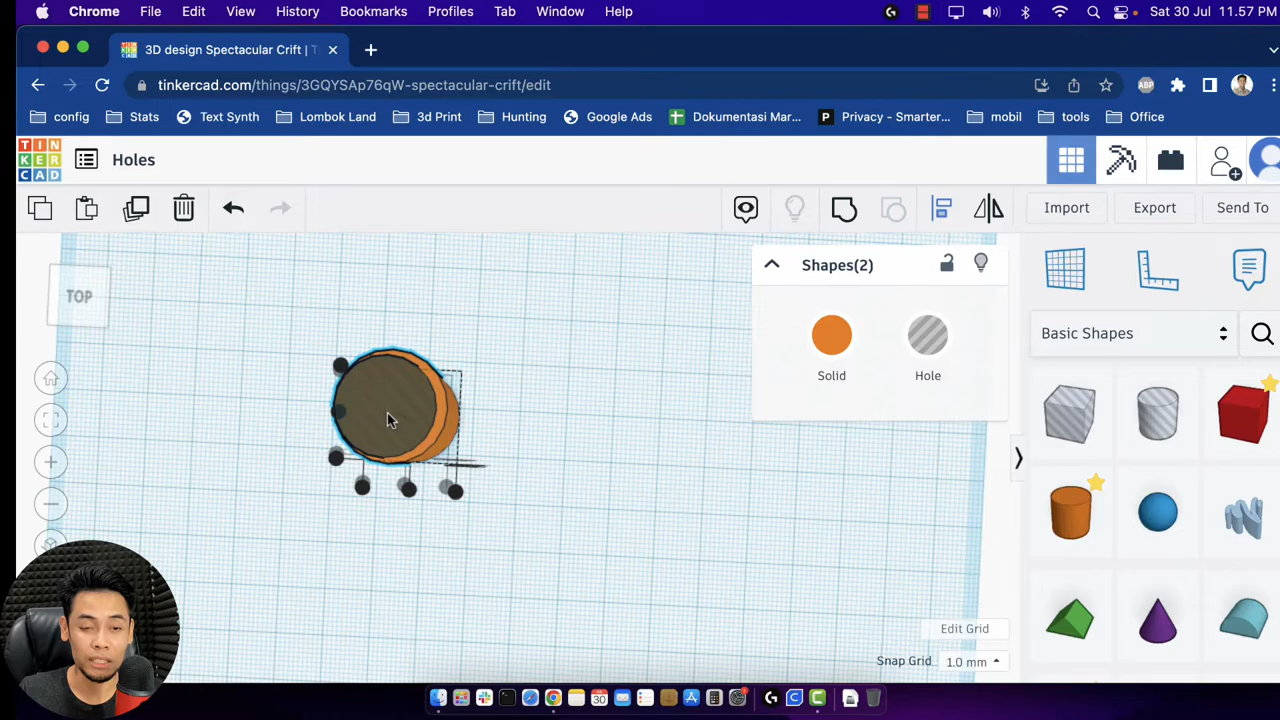 Chrome File Edit View History Bookmarks Profiles Tab Window Help Sat 30 Jul 11.57 PM
3D design Spectacular Crift | T
tinkercad.com/things/3GQYSAp76qW-spectacular-crift/edit
config Stats Text Synth Lombok Land 3d Print Hunting Google Ads Dokumentasi Mar... Privacy - Smarter... mobil tools Office
TIN
KER
CAD
Holes
Import Export Send To
TOP
Shapes(2)
Solid Hole
Basic Shapes
Edit Grid
Snap Grid 1.0 mm